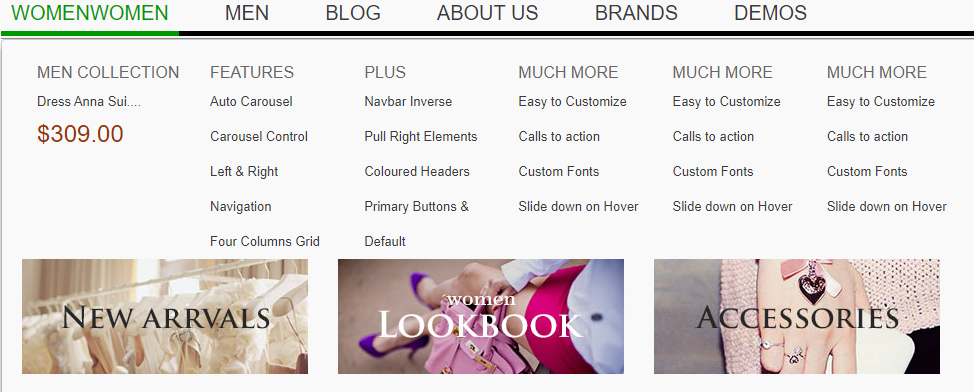 WOMENWOMEN MEN BLOG ABOUT US BRANDS DEMOS
MEN COLLECTION
Dress Anna Sui....
$309.00
FEATURES
Auto Carousel
Carousel Control
Left & Right
Navigation
Four Columns Grid
PLUS
Navbar Inverse
Pull Right Elements
Coloured Headers
Primary Buttons &
Default
MUCH MORE
Easy to Customize
Calls to action
Custom Fonts
Slide down on Hover
MUCH MORE
Easy to Customize
Calls to action
Custom Fonts
Slide down on Hover
MUCH MORE
Easy to Customize
Calls to action
Custom Fonts
Slide down on Hover
NEW ARRVALS
women
LOOKBOOK
ACCESSORIES